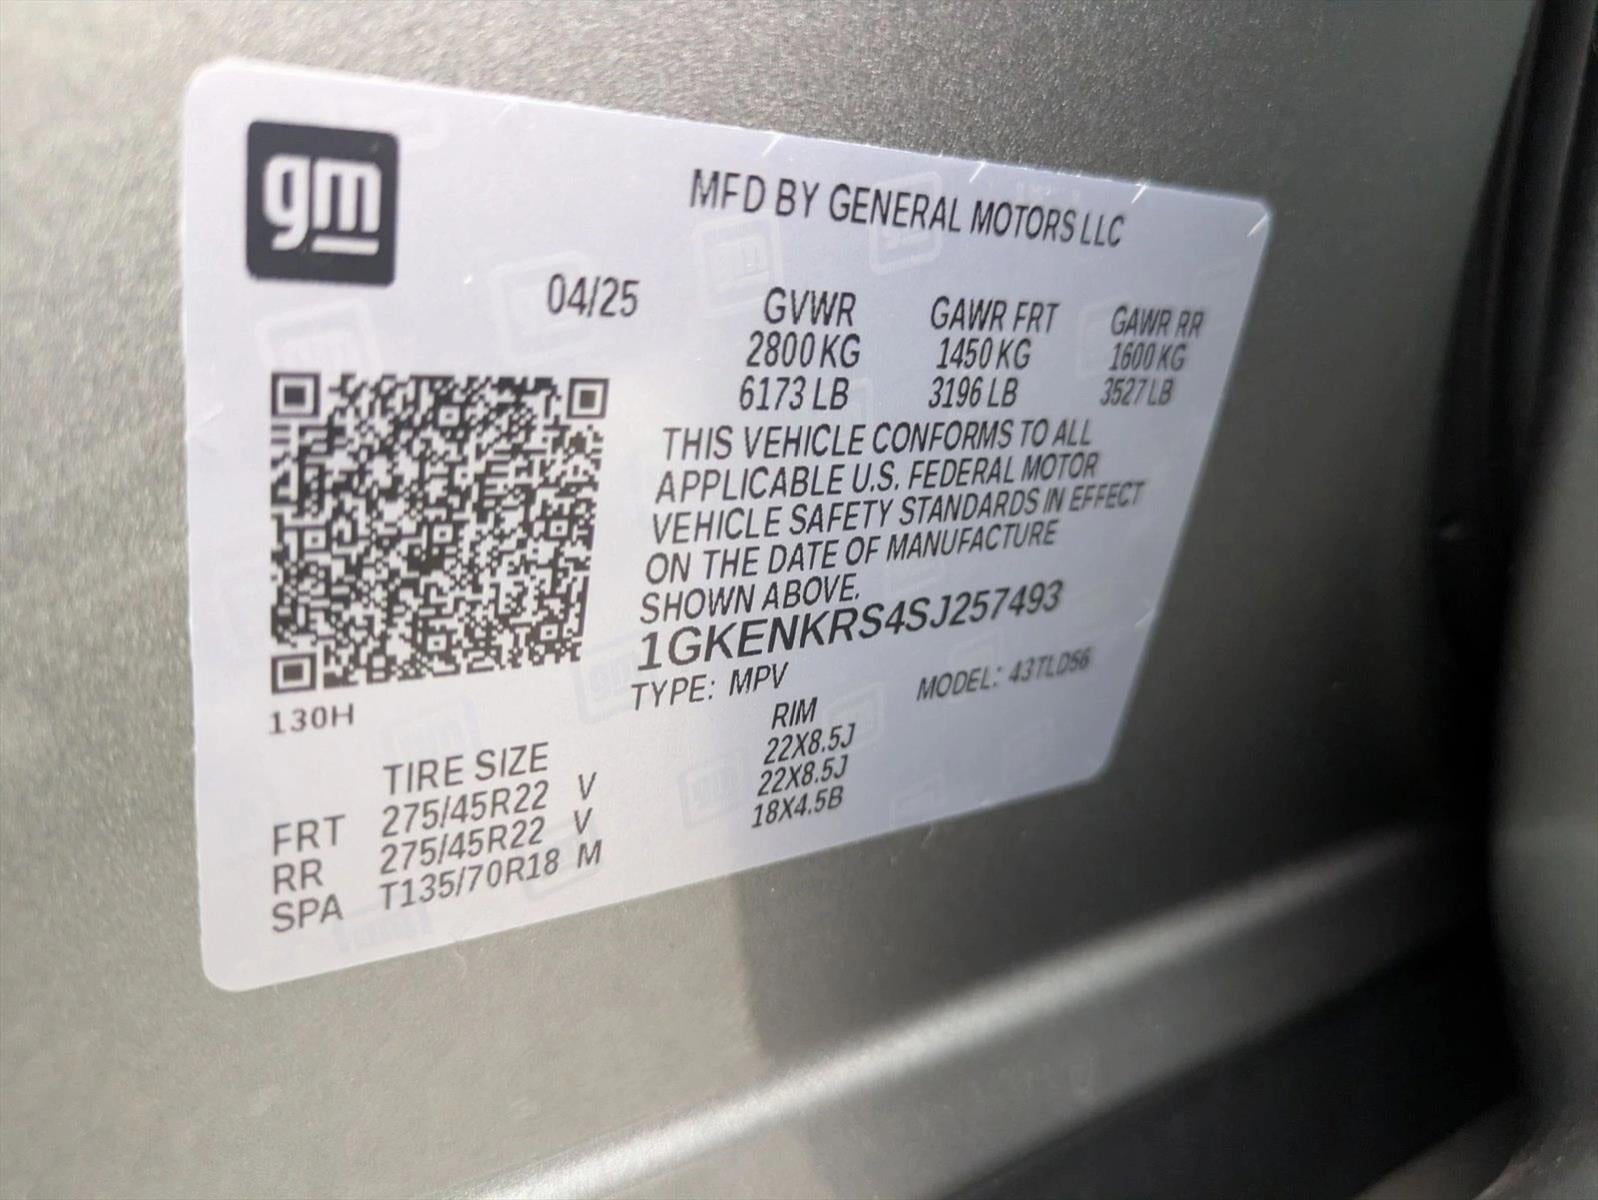 gm
MFD BY GENERAL MOTORS LLC
04/25
GVWR GAWR FRT GAWR RR
2800 KG 1450 KG 1600 KG
6173 LB 3196 LB 3527 LB
THIS VEHICLE CONFORMS TO ALL
APPLICABLE U.S. FEDERAL MOTOR
VEHICLE SAFETY STANDARDS IN EFFECT
ON THE DATE OF MANUFACTURE
SHOWN ABOVE.
1GKENKRS4SJ257493
TYPE: MPV MODEL: 43TLD56
130H
TIRE SIZE RIM
FRT 275/45R22 V 22X8.5J
RR 275/45R22 V 22X8.5J
SPA T135/70R18 M 18X4.5B